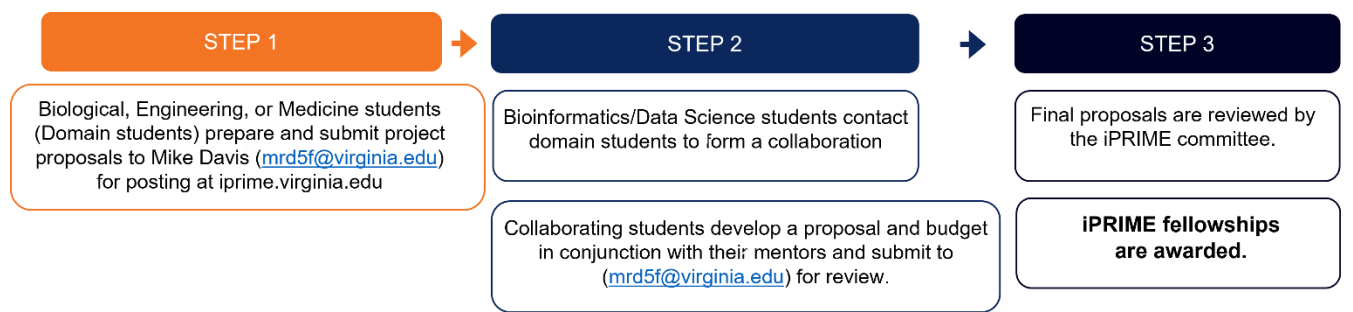 STEP 1
Biological, Engineering, or Medicine students
(Domain students) prepare and submit project
proposals to Mike Davis (mrd5f@virginia.edu)
for posting at iprime.virginia.edu
STEP 2
Bioinformatics/Data Science students contact
domain students to form a collaboration
Collaborating students develop a proposal and budget
in conjunction with their mentors and submit to
(mrd5f@virginia.edu) for review.
STEP 3
Final proposals are reviewed by
the iPRIME committee.
iPRIME fellowships
are awarded.